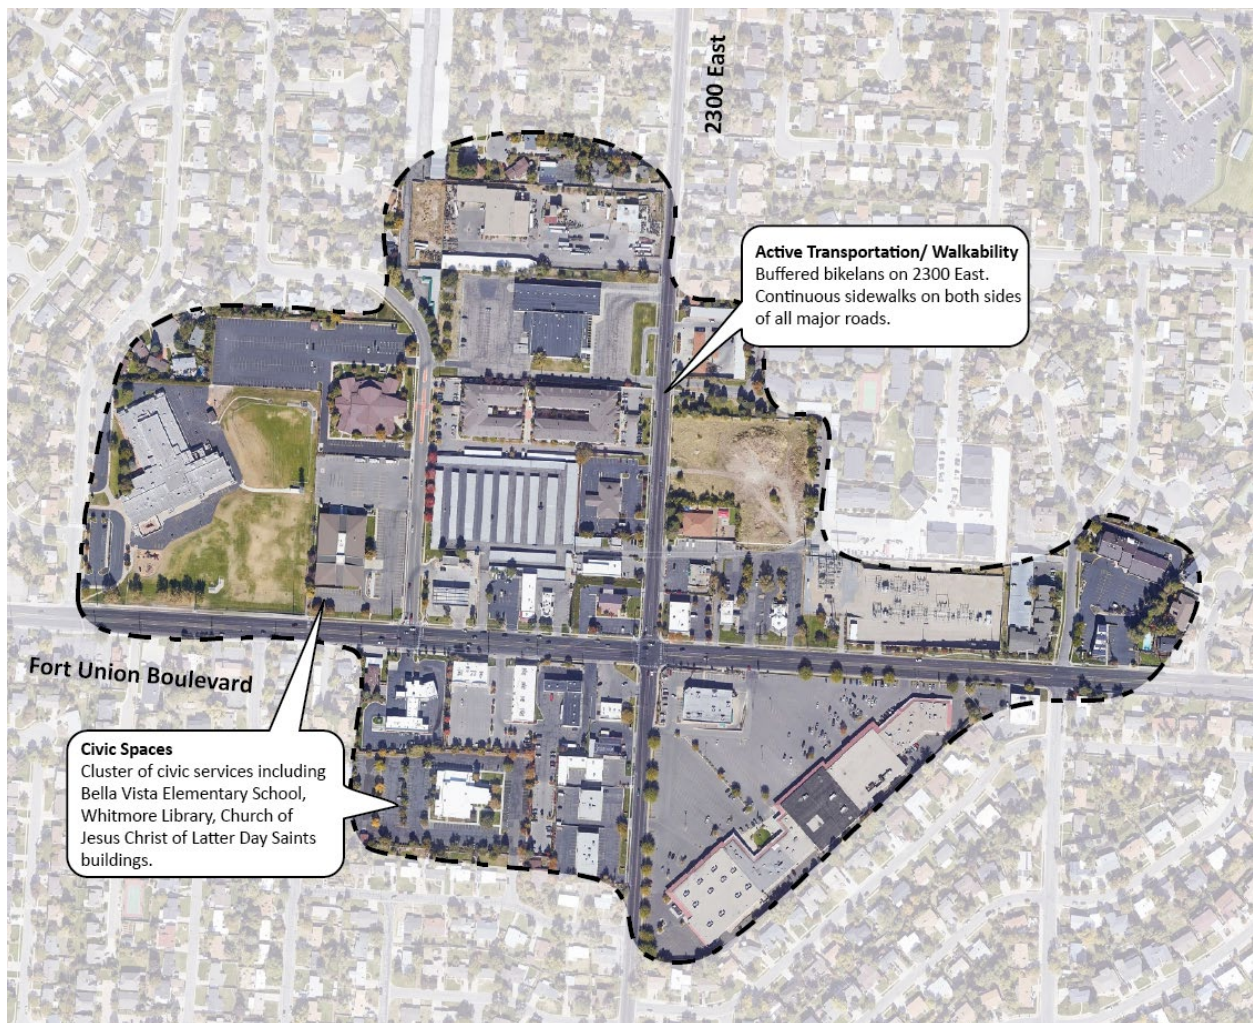 2300 East
Active Transportation/ Walkability
Buffered bikelans on 2300 East.
Continuous sidewalks on both sides
of all major roads.
Fort Union Boulevard
Civic Spaces
Cluster of civic services including
Bella Vista Elementary School,
Whitmore Library, Church of
Jesus Christ of Latter Day Saints
buildings.